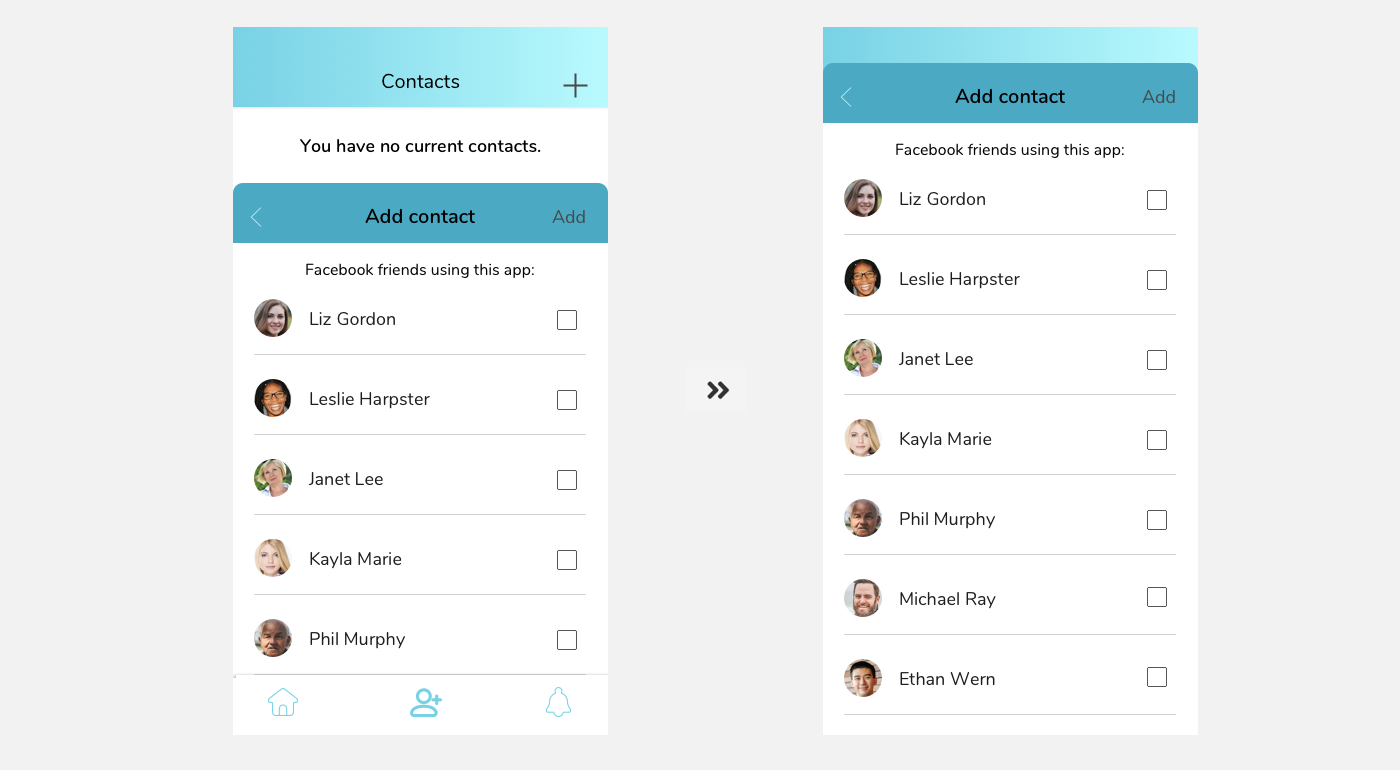 Contacts
You have no current contacts.
Add contact Add
Facebook friends using this app:
Liz Gordon
Leslie Harpster
Janet Lee
Kayla Marie
Phil Murphy
Add contact Add
Facebook friends using this app:
Liz Gordon
Leslie Harpster
Janet Lee
Kayla Marie
Phil Murphy
Michael Ray
Ethan Wern